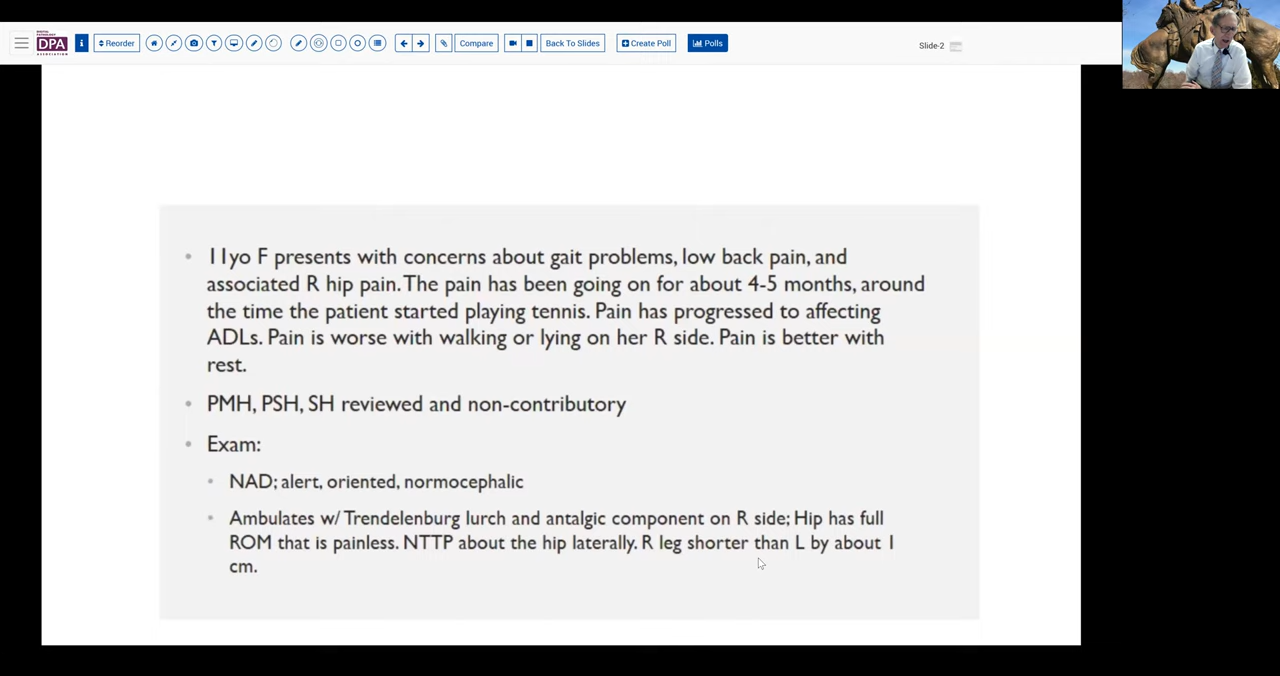 DIGITAL PATHOLOGY
DPA
ASSOCIATION
i
Reorder
Compare
Back To Slides
Create Poll
Polls
Slide-2
• 11yo F presents with concerns about gait problems, low back pain, and
associated R hip pain. The pain has been going on for about 4-5 months, around
the time the patient started playing tennis. Pain has progressed to affecting
ADLs. Pain is worse with walking or lying on her R side. Pain is better with
rest.
• PMH, PSH, SH reviewed and non-contributory
• Exam:
• NAD; alert, oriented, normocephalic
• Ambulates w/ Trendelenburg lurch and antalgic component on R side; Hip has full
ROM that is painless. NTTP about the hip laterally. R leg shorter than L by about 1
cm.